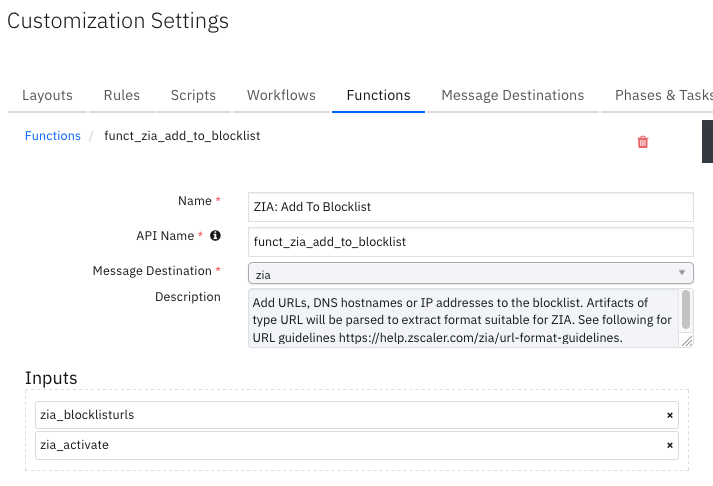 Customization Settings
Layouts Rules Scripts Workflows Functions Message Destinations Phases & Tasks
Functions / funct_zia_add_to_blocklist
Name * ZIA: Add To Blocklist
API Name * funct_zia_add_to_blocklist
Message Destination * zia
Description Add URLs, DNS hostnames or IP addresses to the blocklist. Artifacts of
type URL will be parsed to extract format suitable for ZIA. See following for
URL guidelines https://help.zscaler.com/zia/url-format-guidelines.
Inputs
zia_blocklisturls ×
zia_activate ×